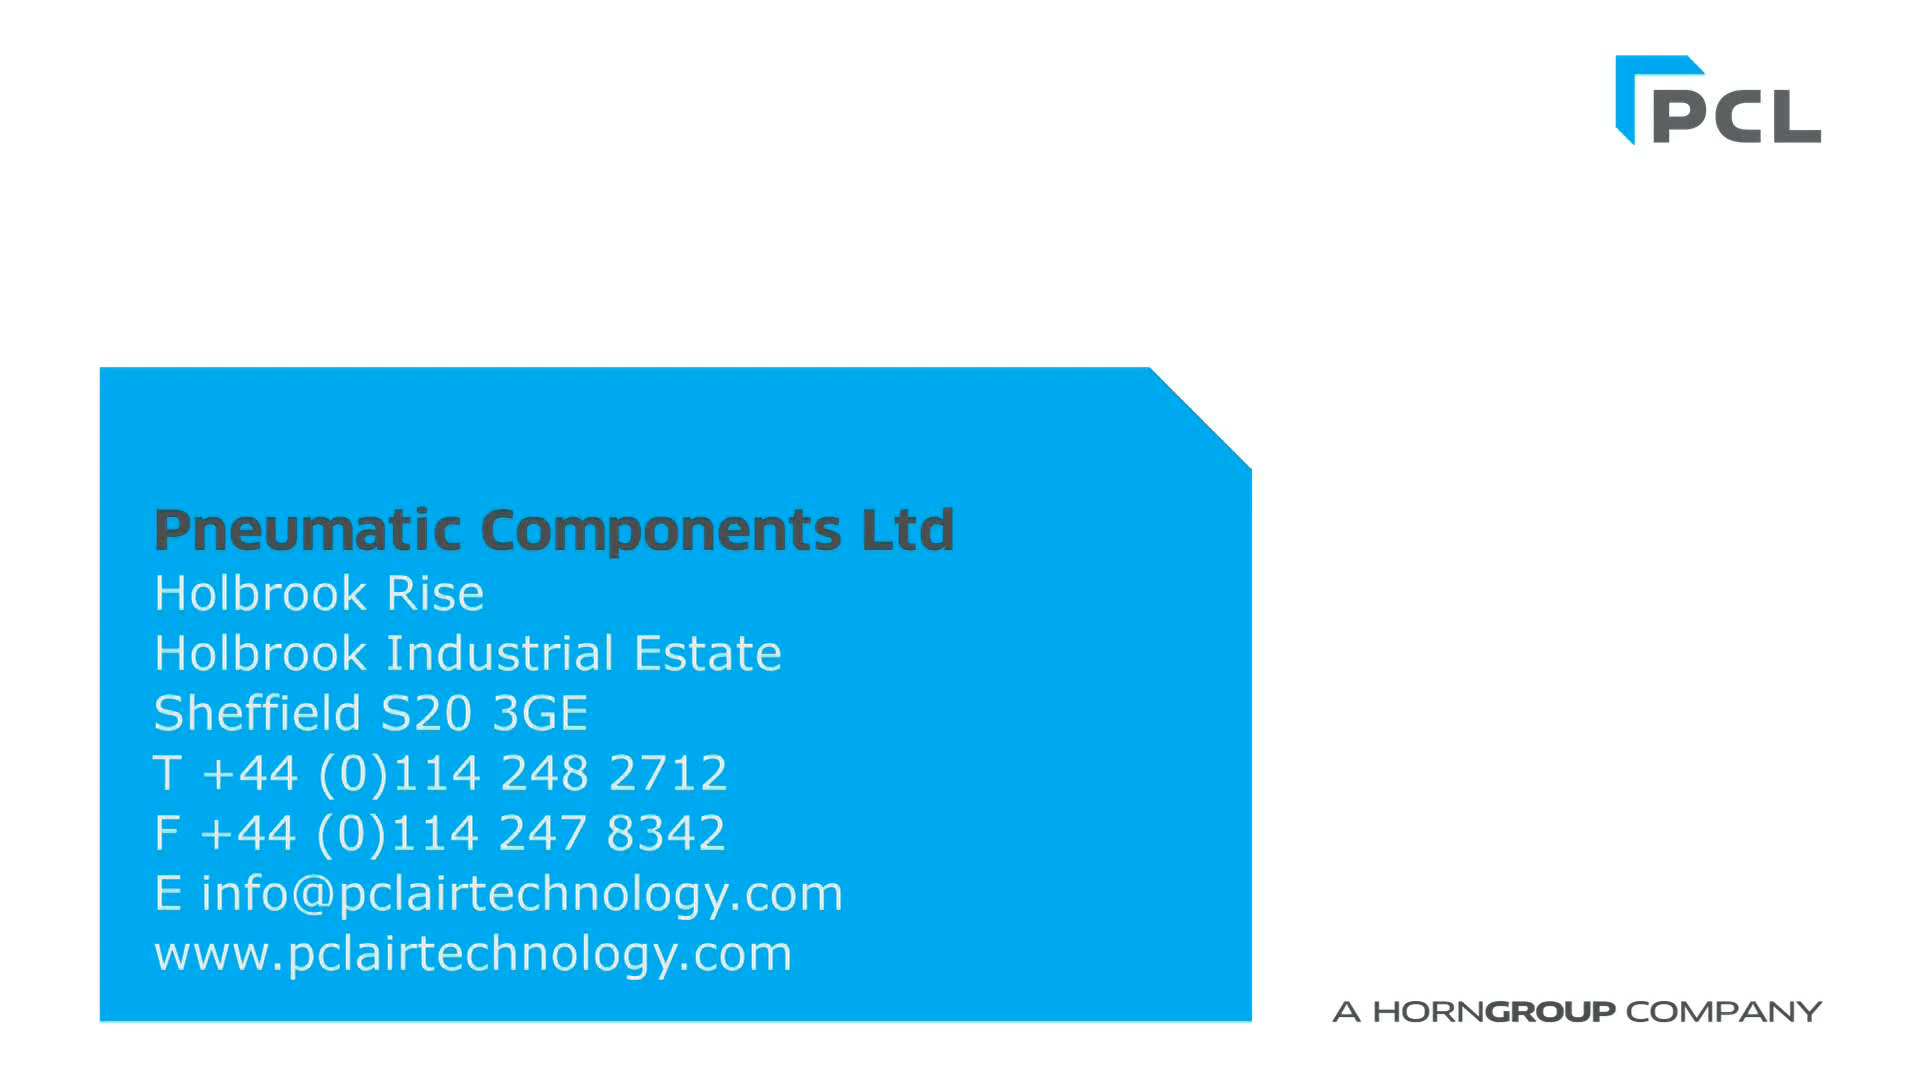 PCL
Pneumatic Components Ltd
Holbrook Rise
Holbrook Industrial Estate
Sheffield S20 3GE
T +44 (0)114 248 2712
F +44 (0)114 247 8342
E info@pclairtechnology.com
www.pclairtechnology.com
A HORNGROUP COMPANY